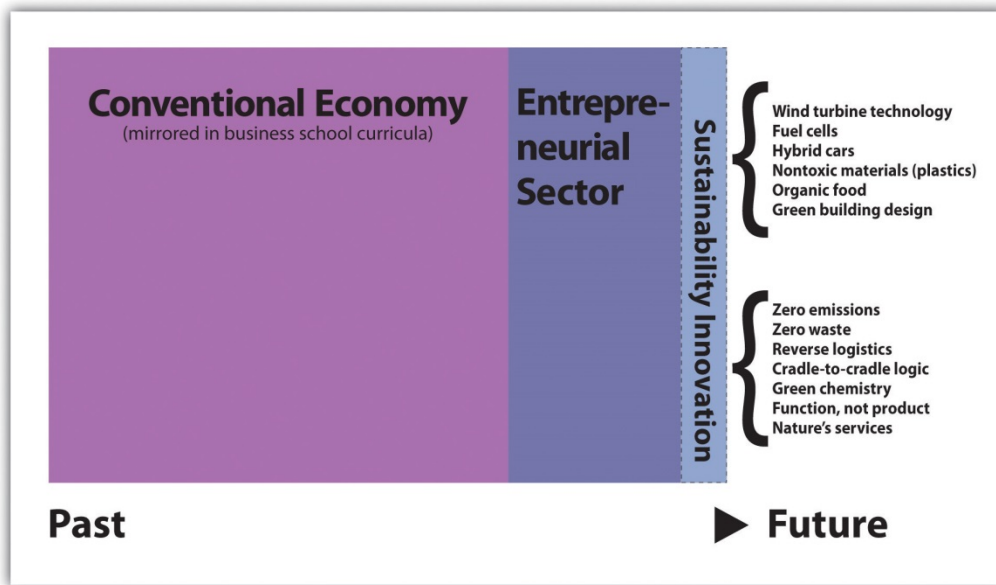 Conventional Economy
(mirrored in business school curricula)
Entrepre-
neurial
Sector
Sustainability Innovation
Wind turbine technology
Fuel cells
Hybrid cars
Nontoxic materials (plastics)
Organic food
Green building design
Zero emissions
Zero waste
Reverse logistics
Cradle-to-cradle logic
Green chemistry
Function, not product
Nature's services
Past
Future